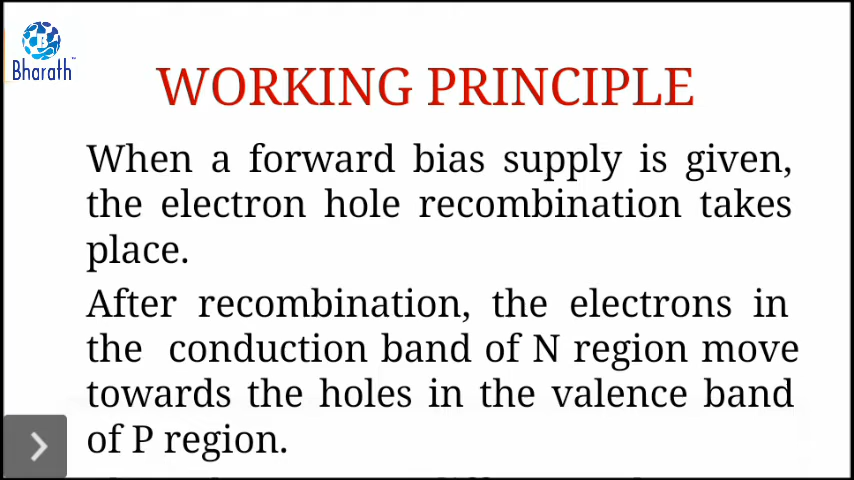 Bharath
WORKING PRINCIPLE
When a forward bias supply is given,
the electron hole recombination takes
place.
After recombination, the electrons in
the conduction band of N region move
towards the holes in the valence band
of P region.